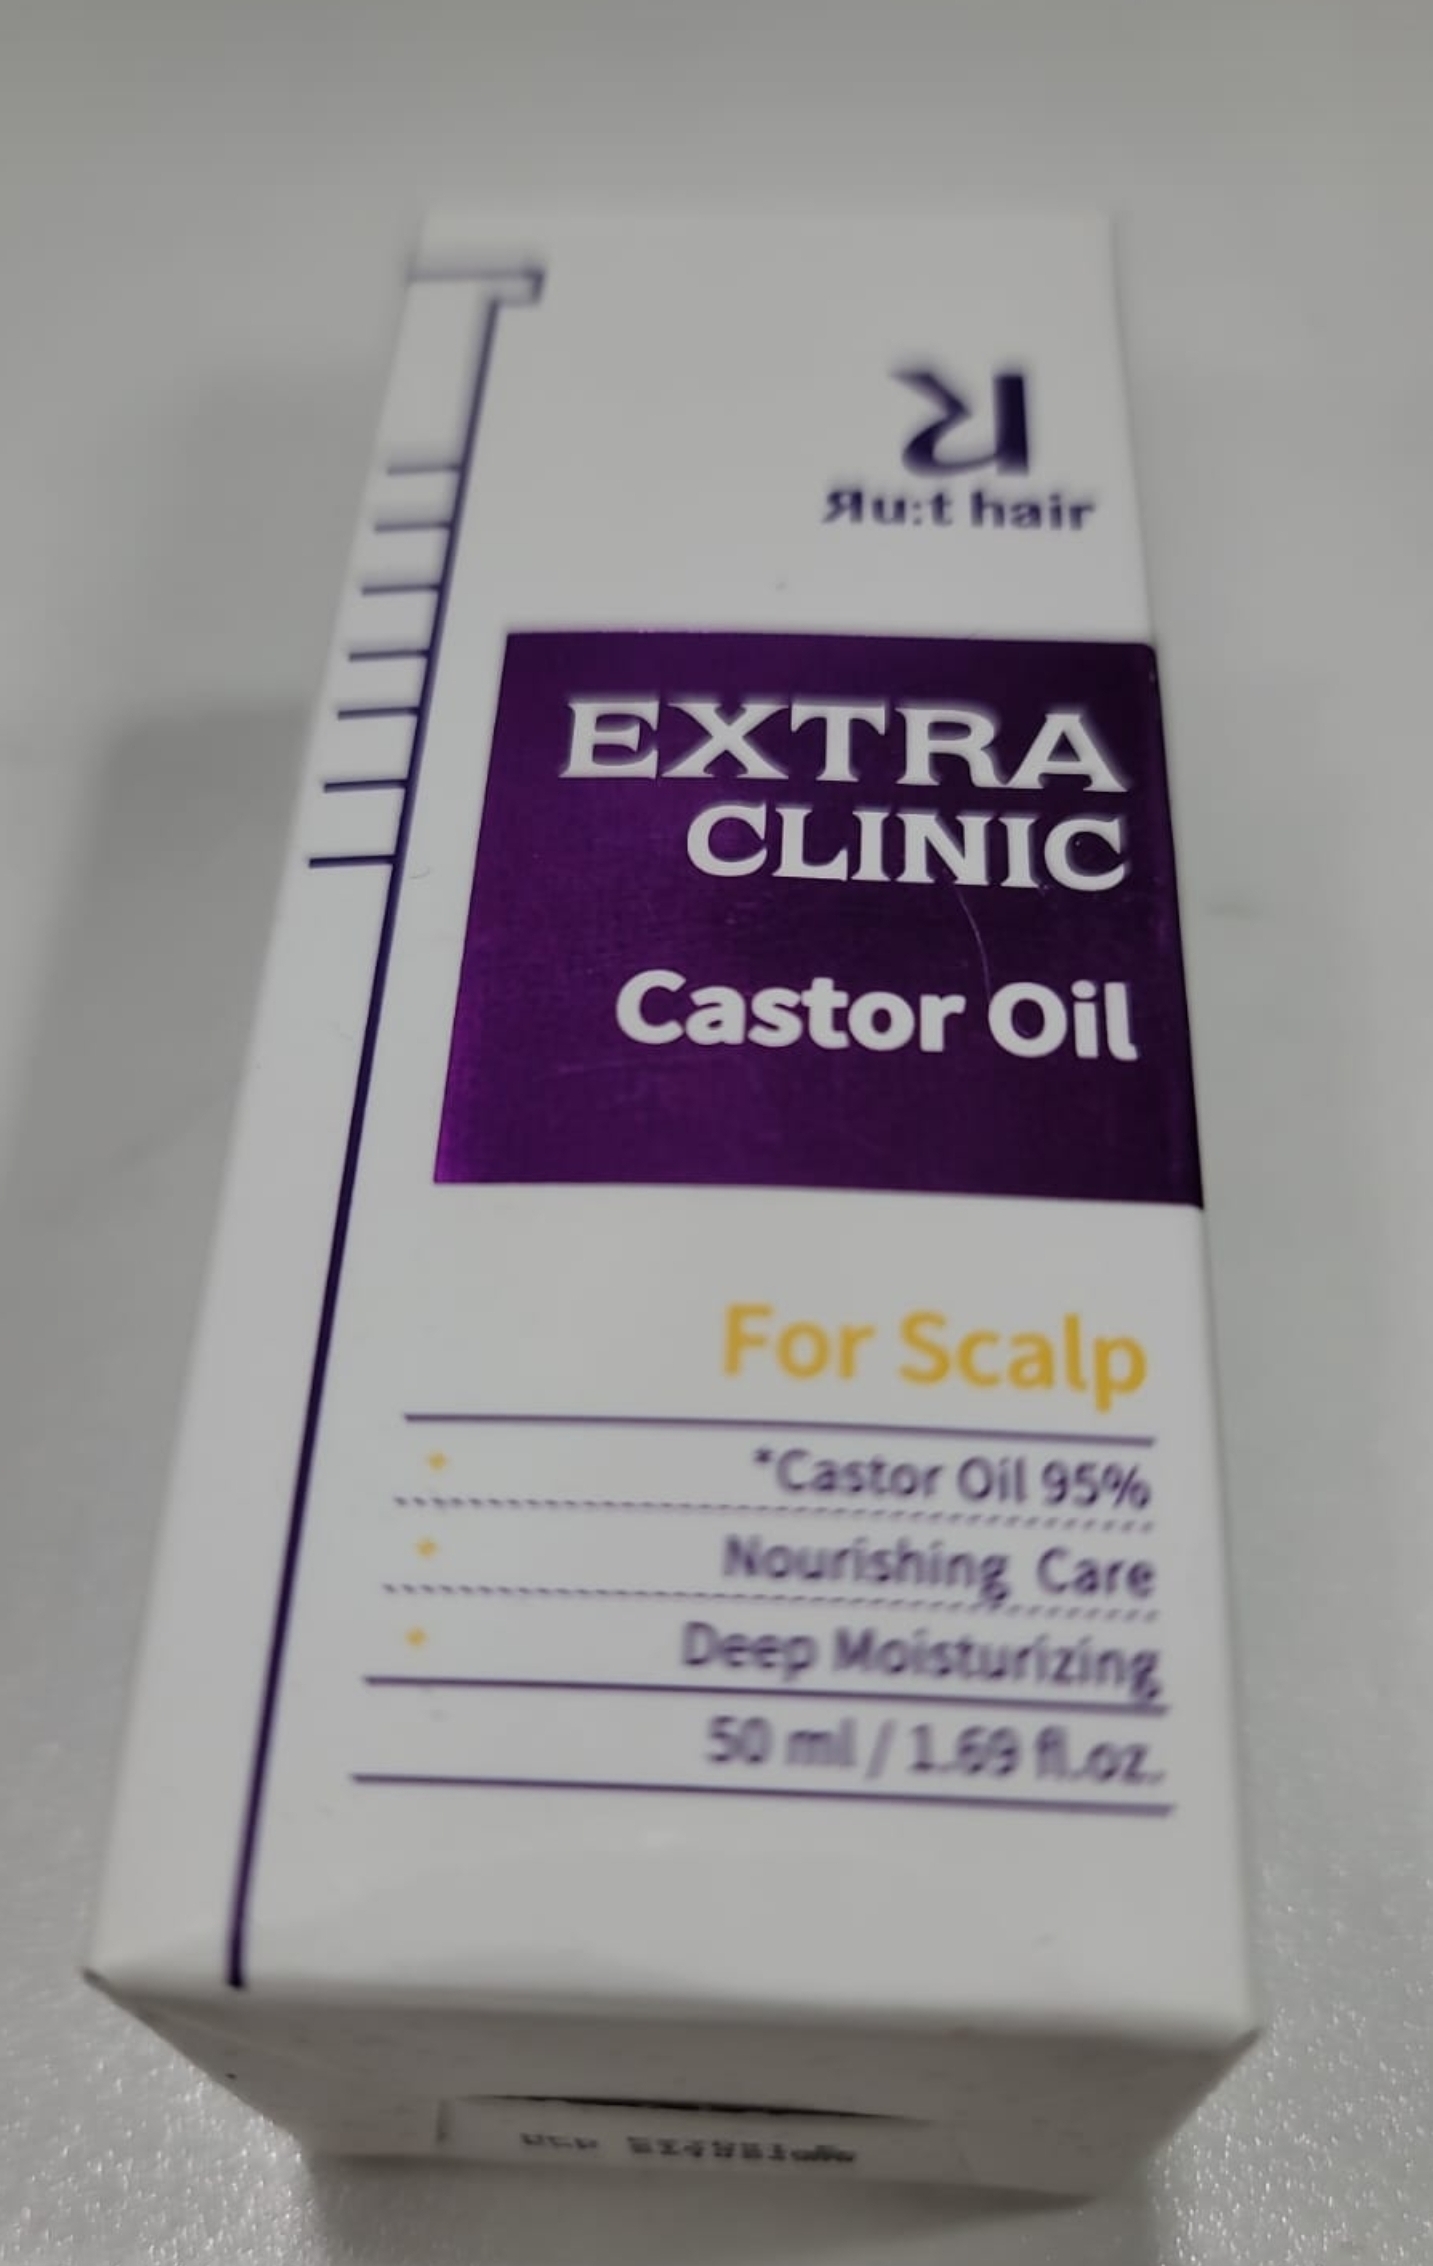 Яu:t hair
EXTRA
CLINIC
Castor Oil
For Scalp
*Castor Oil 95%
Nourishing Care
Deep Moisturizing
50 ml / 1.69 fl.oz.